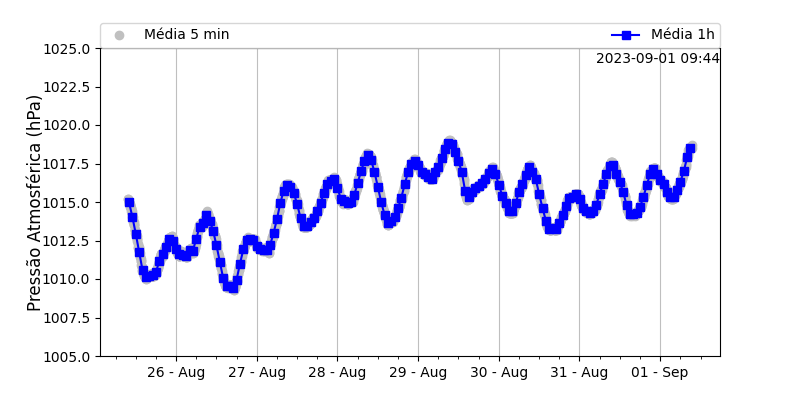 Média 5 min
Média 1h
2023-09-01 09:44
Pressão Atmosférica (hPa)
1025.0
1022.5
1020.0
1017.5
1015.0
1012.5
1010.0
1007.5
1005.0
26 - Aug
27 - Aug
28 - Aug
29 - Aug
30 - Aug
31 - Aug
01 - Sep